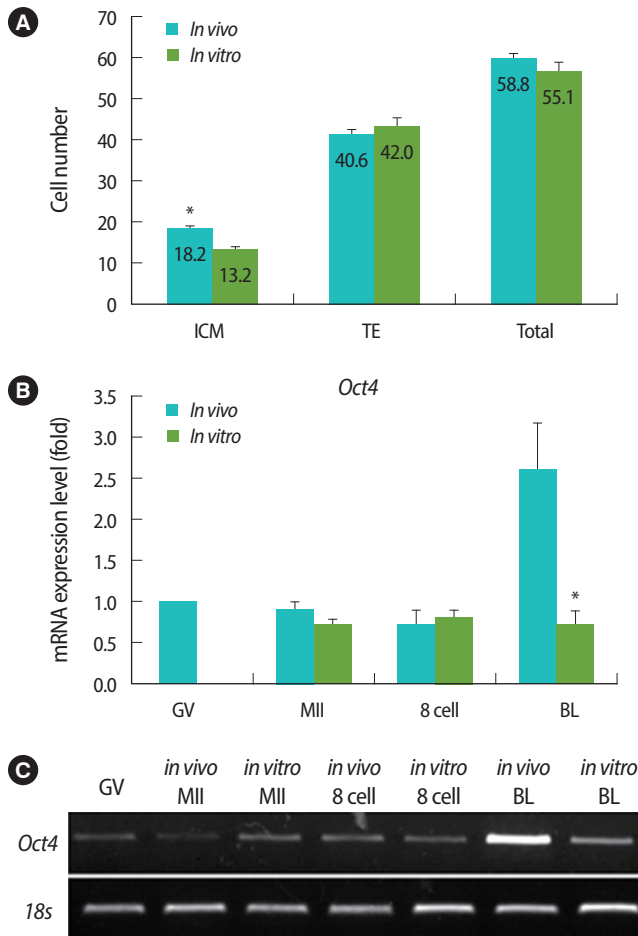 A
In vivo
In vitro
Cell number
70
60
50
40
30
20
10
0
*
18.2
13.2
40.6
42.0
58.8
55.1
ICM TE Total
B
Oct4
In vivo
In vitro
mRNA expression level (fold)
3.5
3.0
2.5
2.0
1.5
1.0
0.5
0.0
*
GV MII 8 cell BL
C
GV in vivo MII in vitro MII in vivo 8 cell in vitro 8 cell in vivo BL in vitro BL
Oct4
18s